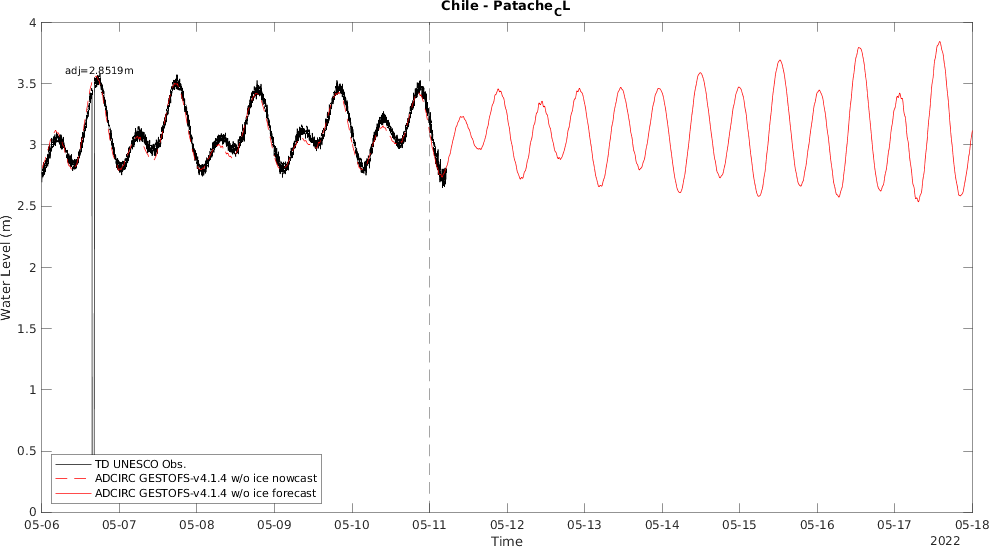 Chile - Patache_CL
4
3.5
3
2.5
2
1.5
1
0.5
0
Water Level (m)
adj=2.8519m
TD UNESCO Obs.
ADCIRC GESTOFS-v4.1.4 w/o ice nowcast
ADCIRC GESTOFS-v4.1.4 w/o ice forecast
05-06 05-07 05-08 05-09 05-10 05-11 05-12 05-13 05-14 05-15 05-16 05-17 05-18
Time
2022